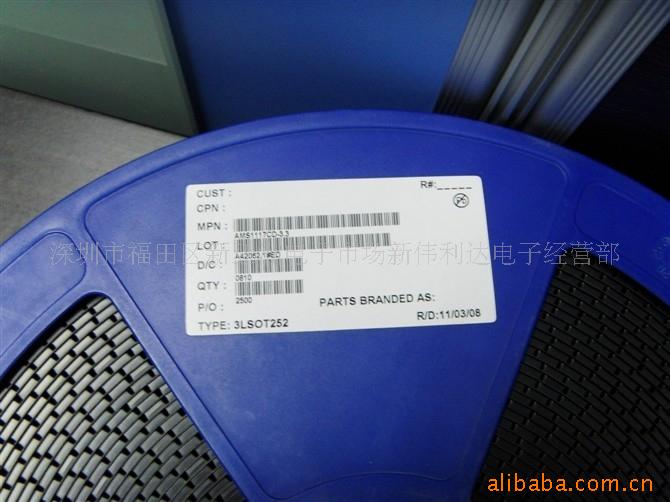 CUST :
R#:_____
CPN :
Pb
MPN :
AMS1117CD-3.3
LOT :
D/C :
0810
QTY :
2500
P/O :
PARTS BRANDED AS:
TYPE: 3LSOT252
R/D:11/03/08
深圳市福田区新 电子市场新伟利达电子经营部
alibaba.com.cn